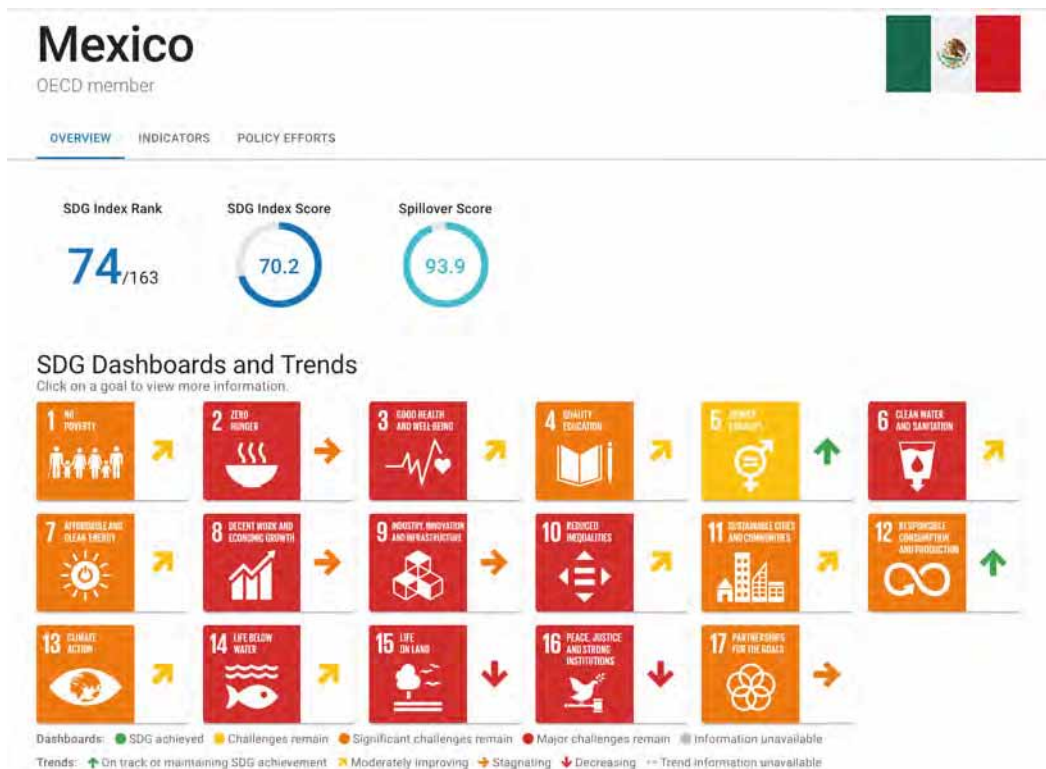 Mexico
OECD member
OVERVIEW INDICATORS POLICY EFFORTS
SDG Index Rank SDG Index Score Spillover Score
74/163 70.2 93.9
SDG Dashboards and Trends
Click on a goal to view more information.
1 NO POVERTY
2 ZERO HUNGER
3 GOOD HEALTH AND WELL-BEING
4 QUALITY EDUCATION
5 GENDER EQUALITY
6 CLEAN WATER AND SANITATION
7 AFFORDABLE AND CLEAN ENERGY
8 DECENT WORK AND ECONOMIC GROWTH
9 INDUSTRY, INNOVATION AND INFRASTRUCTURE
10 REDUCED INEQUALITIES
11 SUSTAINABLE CITIES AND COMMUNITIES
12 RESPONSIBLE CONSUMPTION AND PRODUCTION
13 CLIMATE ACTION
14 LIFE BELOW WATER
15 LIFE ON LAND
16 PEACE, JUSTICE AND STRONG INSTITUTIONS
17 PARTNERSHIPS FOR THE GOALS
Dashboards: SDG achieved Challenges remain Significant challenges remain Major challenges remain Information unavailable
Trends: On track or maintaining SDG achievement Moderately improving Stagnating Decreasing Trend information unavailable